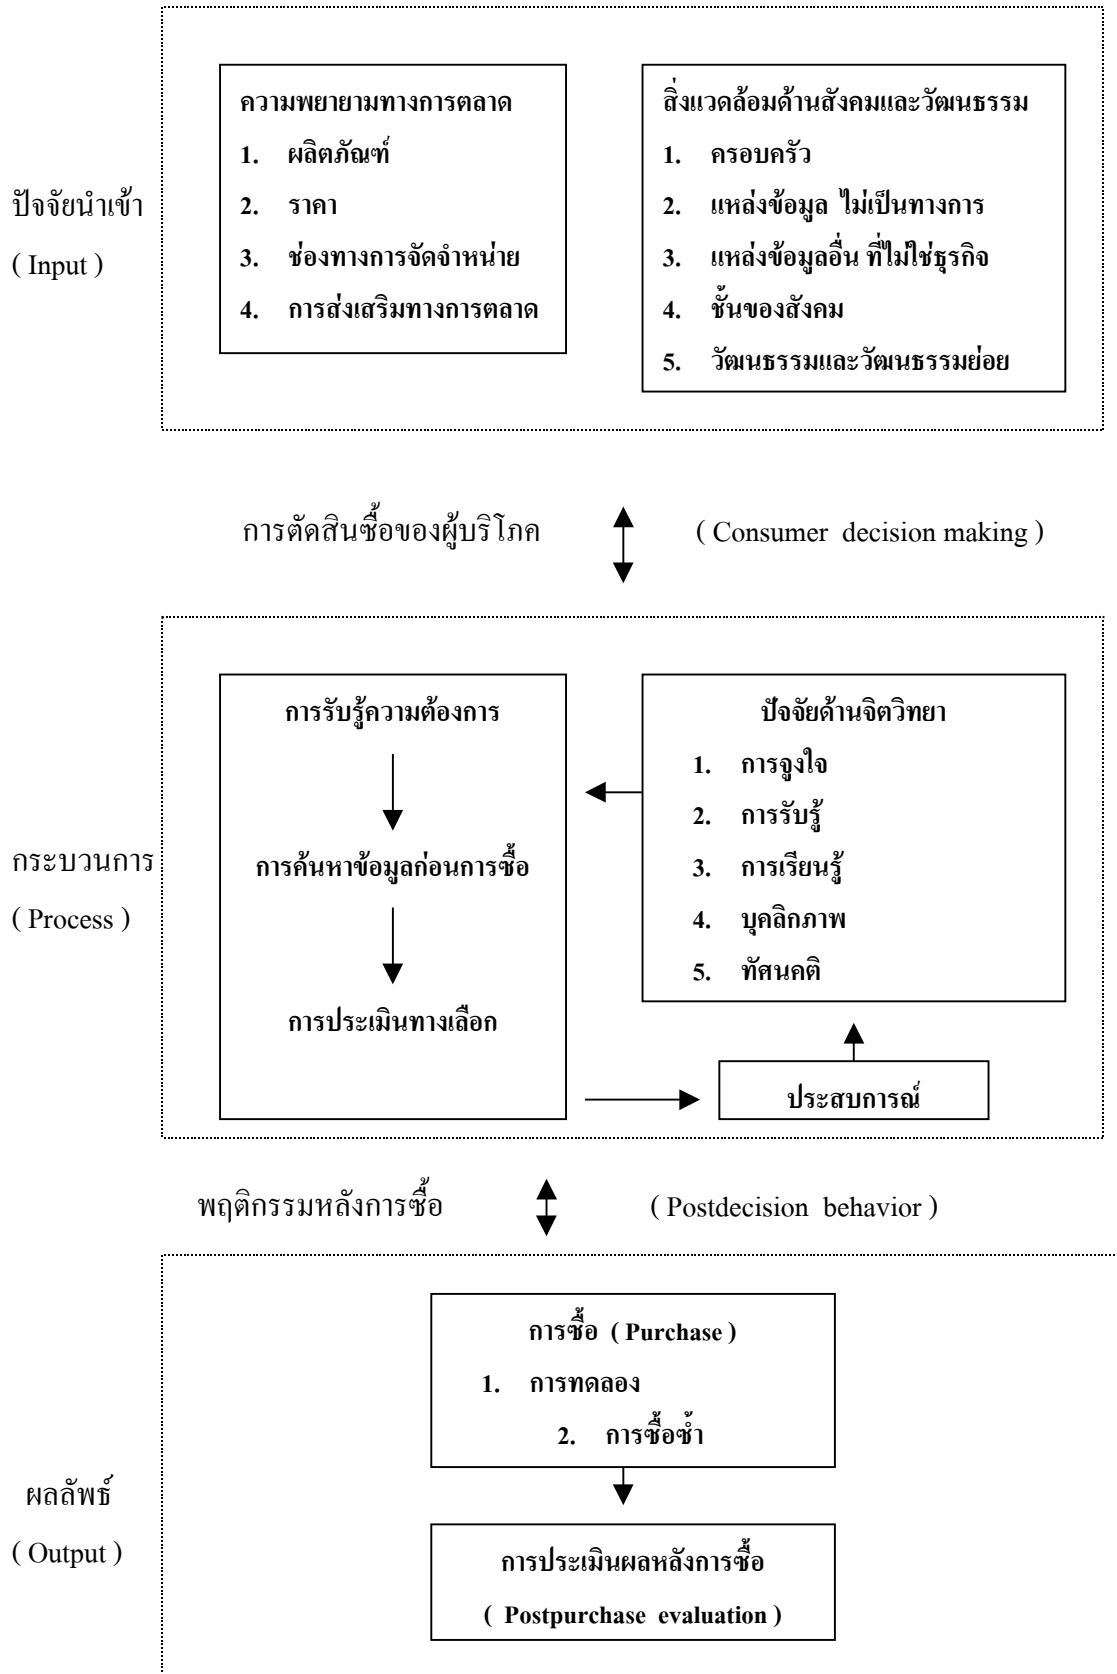 ความพยายามทางการตลาด
1. ผลิตภัณฑ์
2. ราคา
3. ช่องทางการจัดจำหน่าย
4. การส่งเสริมทางการตลาด
สิ่งแวดล้อมด้านสังคมและวัฒนธรรม
1. ครอบครัว
2. แหล่งข้อมูล ไม่เป็นทางการ
3. แหล่งข้อมูลอื่น ที่ไม่ใช่ธุรกิจ
4. ชั้นของสังคม
5. วัฒนธรรมและวัฒนธรรมย่อย
ปัจจัยนำเข้า
( Input )
การตัดสินซื้อของผู้บริโภค ( Consumer decision making )
การรับรู้ความต้องการ
การค้นหาข้อมูลก่อนการซื้อ
การประเมินทางเลือก
ปัจจัยด้านจิตวิทยา
1. การจูงใจ
2. การรับรู้
3. การเรียนรู้
4. บุคลิกภาพ
5. ทัศนคติ
ประสบการณ์
กระบวนการ
( Process )
พฤติกรรมหลังการซื้อ ( Postdecision behavior )
การซื้อ ( Purchase )
1. การทดลอง
2. การซื้อซ้ำ
ผลลัพธ์
( Output )
การประเมินผลหลังการซื้อ
( Postpurchase evaluation )